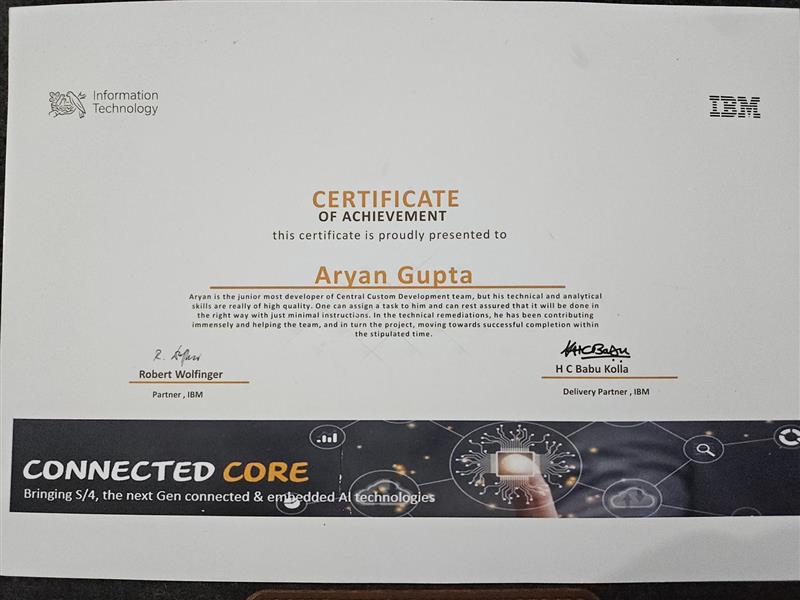 Information
Technology
IBM
CERTIFICATE
OF ACHIEVEMENT
this certificate is proudly presented to
Aryan Gupta
Aryan is the junior most developer of Central Custom Development team, but his technical and analytical
skills are really of high quality. One can assign a task to him and can rest assured that it will be done in
the right way with just minimal instructions. In the technical remediations, he has been contributing
immensely and helping the team, and in turn the project, moving towards successful completion within
the stipulated time.
HCBabu
Robert Wolfinger
H C Babu Kolla
Partner , IBM
Delivery Partner , IBM
CONNECTED CORE
Bringing S/4, the next Gen connected & embedded AI technologies